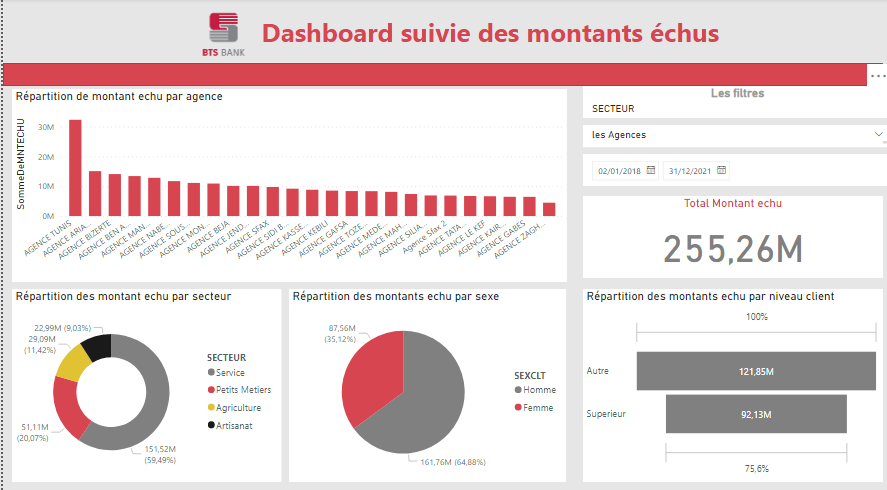 BTS BANK
Dashboard suivie des montants échus
Répartition de montant echu par agence
SommeDeMNTECHU
30M
20M
10M
0M
AGENCE TUNIS
AGENCE ARIA...
AGENCE BIZERTE
AGENCE BEN A...
AGENCE MAN...
AGENCE NABE...
AGENCE SOUS
AGENCE MON...
AGENCE BEJA
AGENCE JEND...
AGENCE SFAX
AGENCE SIDI B...
AGENCE KASSE...
AGENCE KEBILI
AGENCE GAFSA
AGENCE TOZE...
AGENCE MEDE...
AGENCE MAH...
AGENCE SILIA...
Agence Sfax 2
AGENCE TATA...
AGENCE LE KEF
AGENCE KAIR...
AGENCE GABES
AGENCE ZAGH...
Les filtres
SECTEUR
les Agences
02/01/2018
31/12/2021
Total Montant echu
255,26M
Répartition des montant echu par secteur
22,99M (9,03%)
29,09M
(11,42%)
51,11M
(20,07%)
151,52M
(59,49%)
SECTEUR
Service
Petits Metiers
Agriculture
Artisanat
Répartition des montants echu par sexe
87,56M
(35,12%)
161,76M (64,88%)
SEXCLT
Homme
Femme
Répartition des montants echu par niveau client
100%
Autre
121,85M
Superieur
92,13M
75,6%